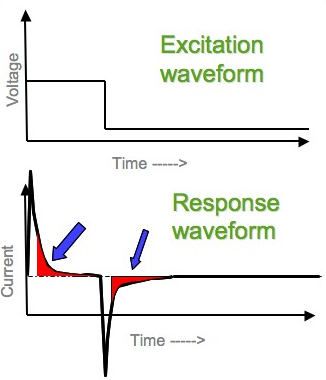 Excitation
waveform
Voltage
Time ----->
Response
waveform
Current
Time ----->